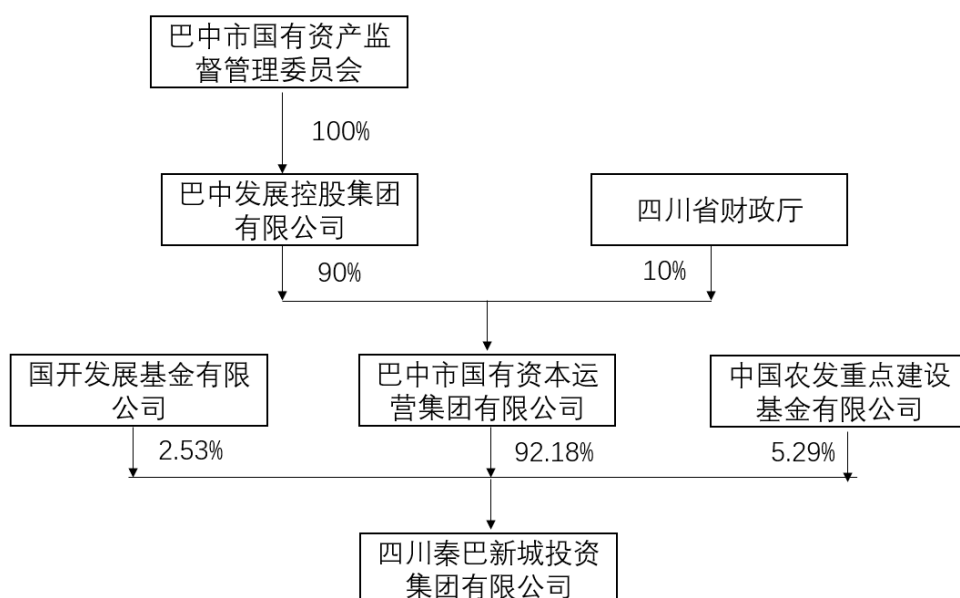 巴中市国有资产监
督管理委员会
100%
巴中发展控股集团
有限公司
四川省财政厅
90%
10%
国开发展基金有限
公司
巴中市国有资本运
营集团有限公司
中国农发重点建设
基金有限公司
2.53%
92.18%
5.29%
四川秦巴新城投资
集团有限公司